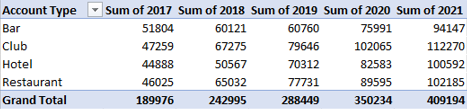 Account Type Sum of 2017 Sum of 2018 Sum of 2019 Sum of 2020 Sum of 2021
Bar 51804 60121 60760 75991 94147
Club 47259 67275 79646 102065 112270
Hotel 44888 50567 70312 82583 100592
Restaurant 46025 65032 77731 89595 102185
Grand Total 189976 242995 288449 350234 409194